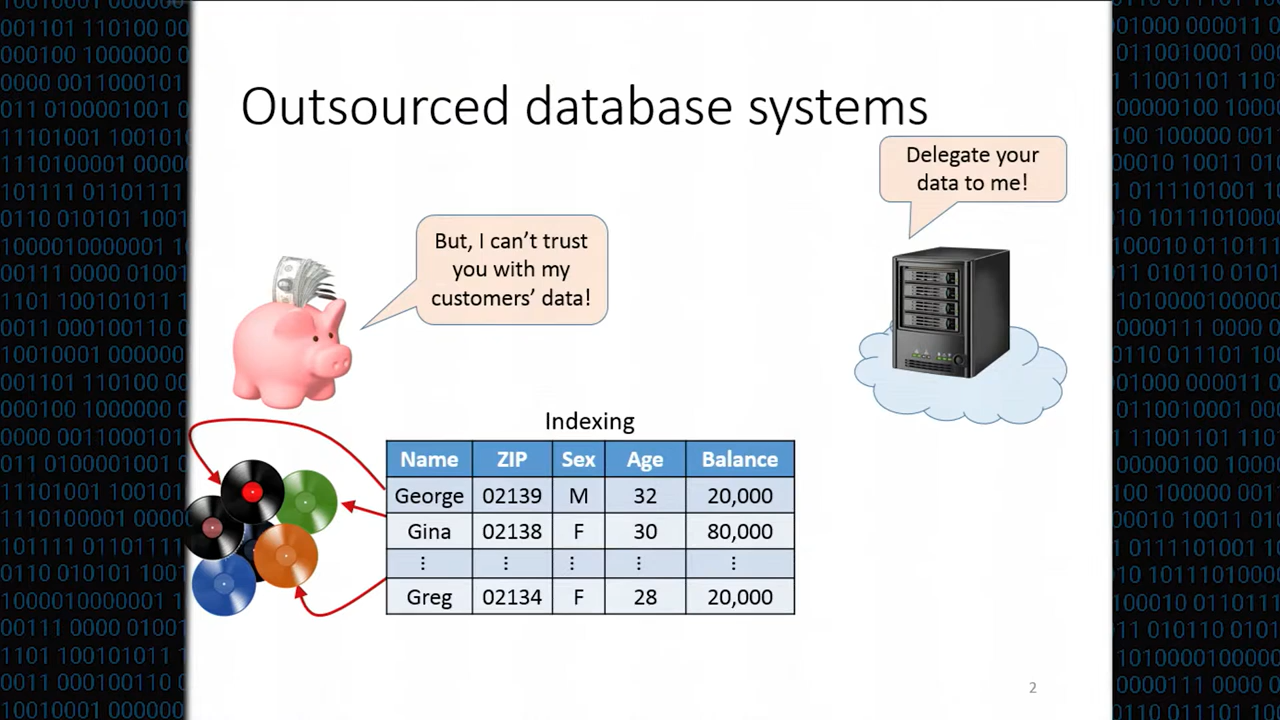 Outsourced database systems
Delegate your
data to me!
But, I can’t trust
you with my
customers’ data!
Indexing
Name ZIP Sex Age Balance
George 02139 M 32 20,000
Gina 02138 F 30 80,000
⋮ ⋮ ⋮ ⋮ ⋮
Greg 02134 F 28 20,000
2